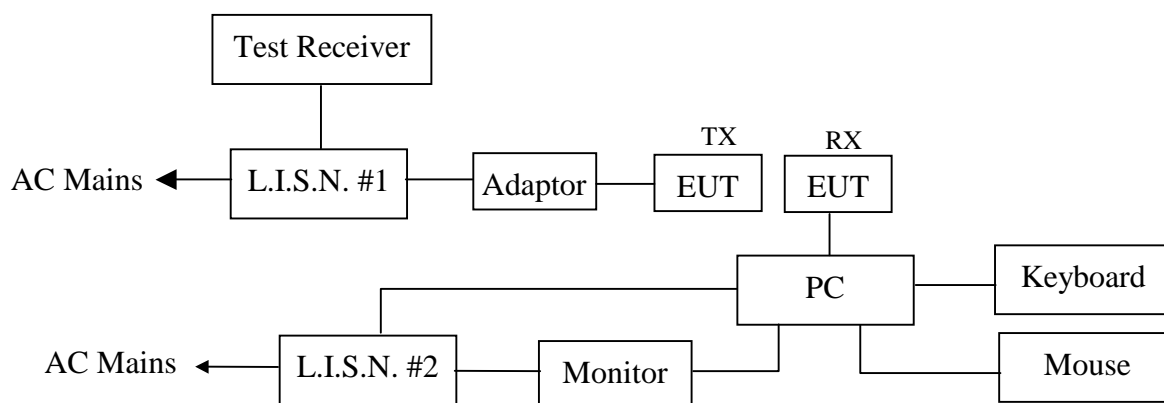 Test Receiver
TX
RX
AC Mains
L.I.S.N. #1
Adaptor
EUT
EUT
PC
Keyboard
AC Mains
L.I.S.N. #2
Monitor
Mouse